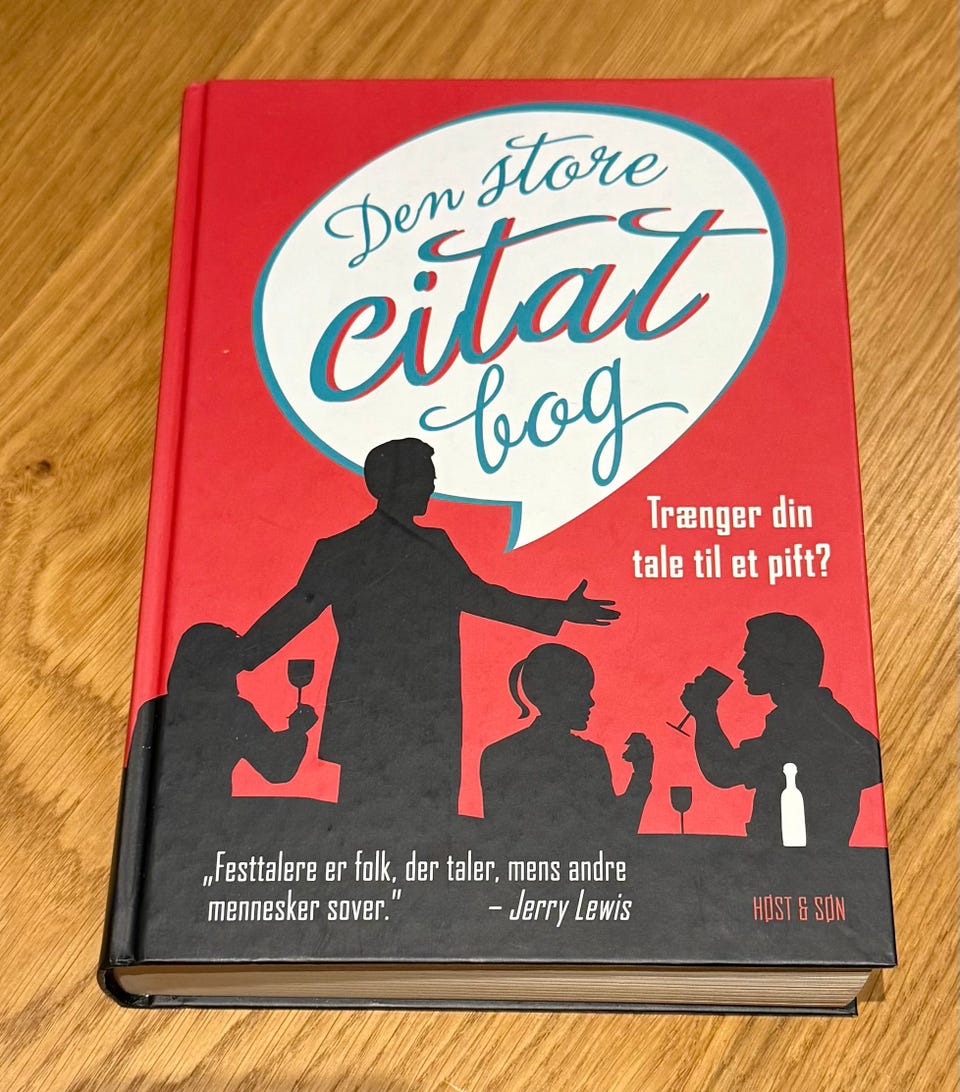 Den store
citat
bog
Trænger din
tale til et pift?
„Festtalere er folk, der taler, mens andre
mennesker sover.”
– Jerry Lewis
HØST & SØN